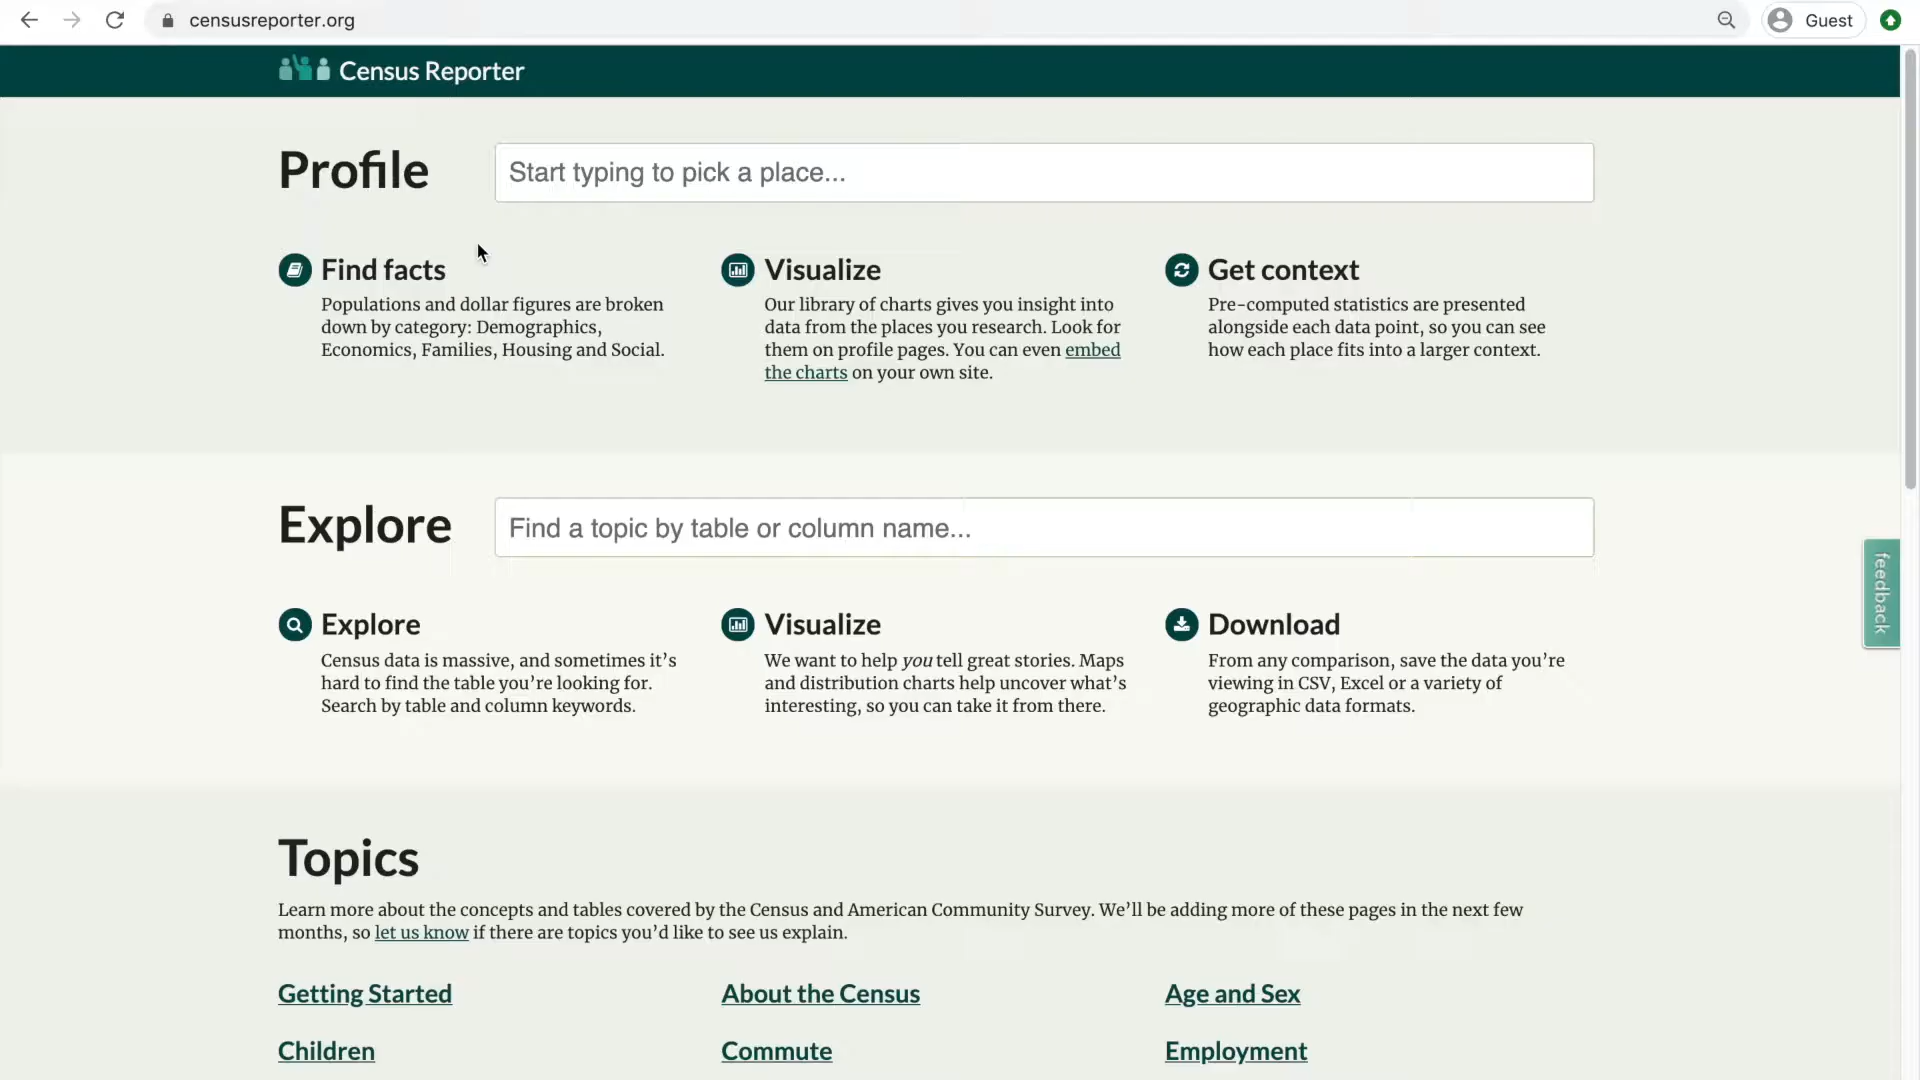 censusreporter.org
Guest
Census Reporter
Profile
Start typing to pick a place...
Find facts
Populations and dollar figures are broken
down by category: Demographics,
Economics, Families, Housing and Social.
Visualize
Our library of charts gives you insight into
data from the places you research. Look for
them on profile pages. You can even embed
the charts on your own site.
Get context
Pre-computed statistics are presented
alongside each data point, so you can see
how each place fits into a larger context.
Explore
Find a topic by table or column name...
Explore
Census data is massive, and sometimes it’s
hard to find the table you’re looking for.
Search by table and column keywords.
Visualize
We want to help you tell great stories. Maps
and distribution charts help uncover what’s
interesting, so you can take it from there.
Download
From any comparison, save the data you’re
viewing in CSV, Excel or a variety of
geographic data formats.
feedback
Topics
Learn more about the concepts and tables covered by the Census and American Community Survey. We’ll be adding more of these pages in the next few
months, so let us know if there are topics you’d like to see us explain.
Getting Started
About the Census
Age and Sex
Children
Commute
Employment